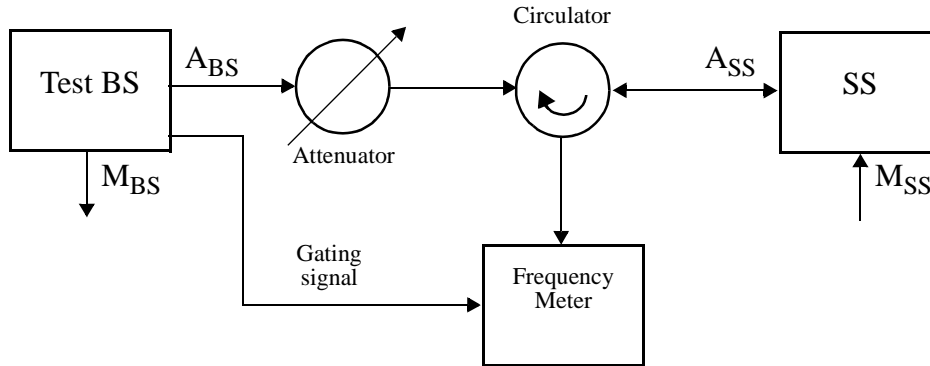 Circulator
Test BS
A_BS
A_SS
SS
Attenuator
M_BS
M_SS
Gating
signal
Frequency
Meter